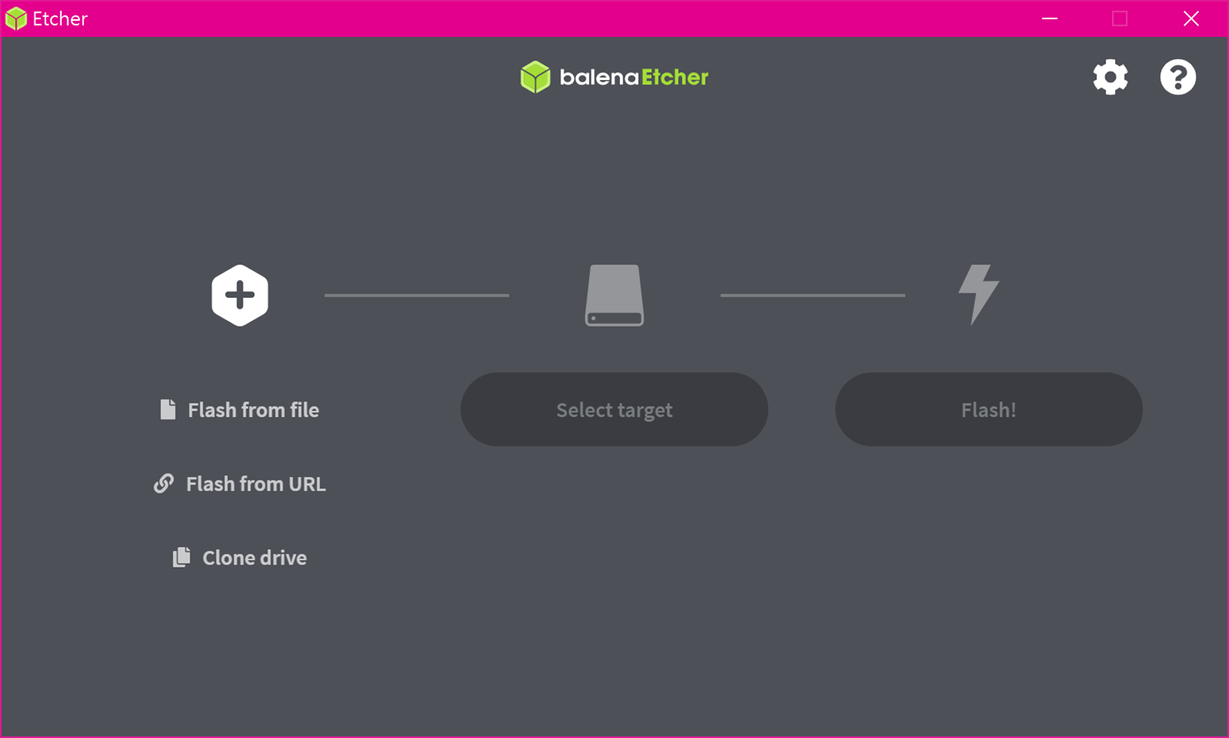 Etcher
balenaEtcher
Flash from file
Select target
Flash!
Flash from URL
Clone drive